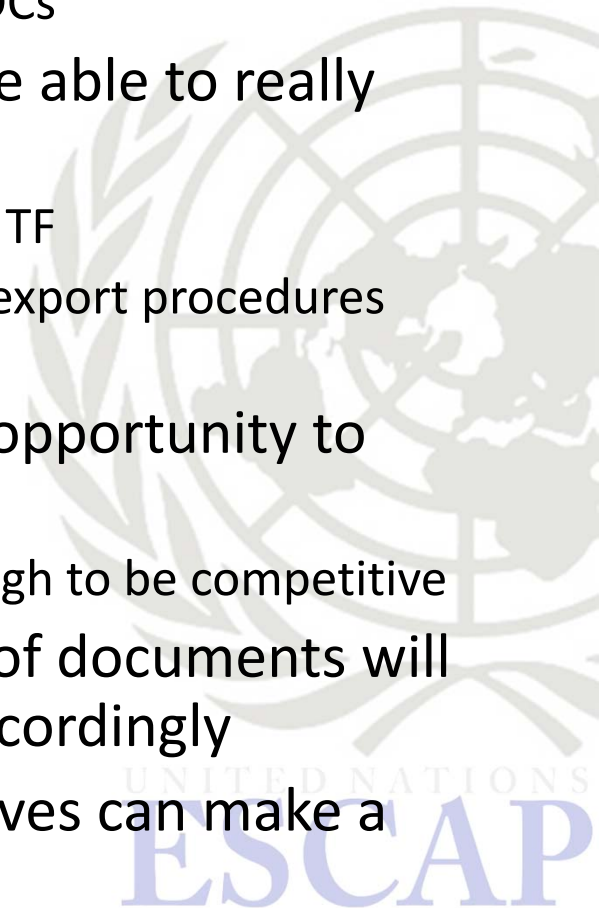 e able to really
TF
export procedures
opportunity to
gh to be competitive
of documents will
cordingly
ves can make a
UNITED NATIONS
ESCAP